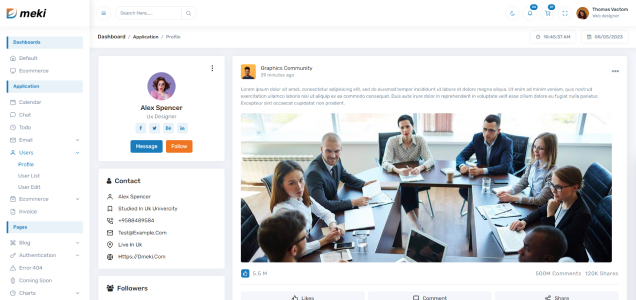 meki
Search Here....
Thomas Vactom
Web designer
Dashboards
Default
Ecommerce
Application
Calendar
Chat
Todo
Email
Users
Profile
User List
User Edit
Ecommerce
Invoice
Pages
Blog
Authentication
Error 404
Coming Soon
Charts
Dashboard / Application / Profile
10:45:37 AM
06/05/2023
Alex Spencer
Ux Designer
Message
Follow
Contact
Alex Spencer
Studied In Uk University
+9588489584
Test@Example.Com
Live In Uk
Https://Dmeki.Com
Followers
Graphics Community
39 minutes ago
Lorem ipsum dolor sit amet, consectetur adipisicing elit, sed do eiusmod tempor incididunt ut labore et dolore magna aliqua. Ut enim ad minim veniam, quis nostrud
exercitation ullamco laboris nisi ut aliquip ex ea commodo consequat. Duis aute irure dolor in reprehenderit in voluptate velit esse cillum dolore eu fugiat nulla pariatur.
Excepteur sint occaecat cupidatat non proident.
5.5 M
500M Comments 120K Shares
Likes
Comment
Share